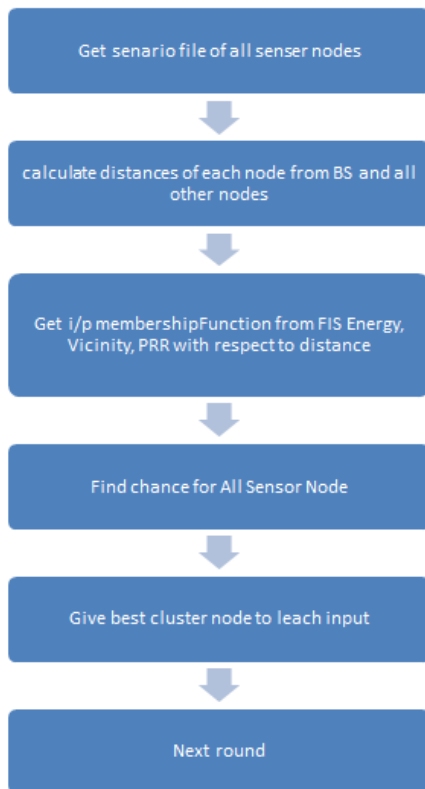 Get senario file of all senser nodes
calculate distances of each node from BS and all
other nodes
Get i/p membershipFunction from FIS Energy,
Vicinity, PRR with respect to distance
Find chance for All Sensor Node
Give best cluster node to leach input
Next round